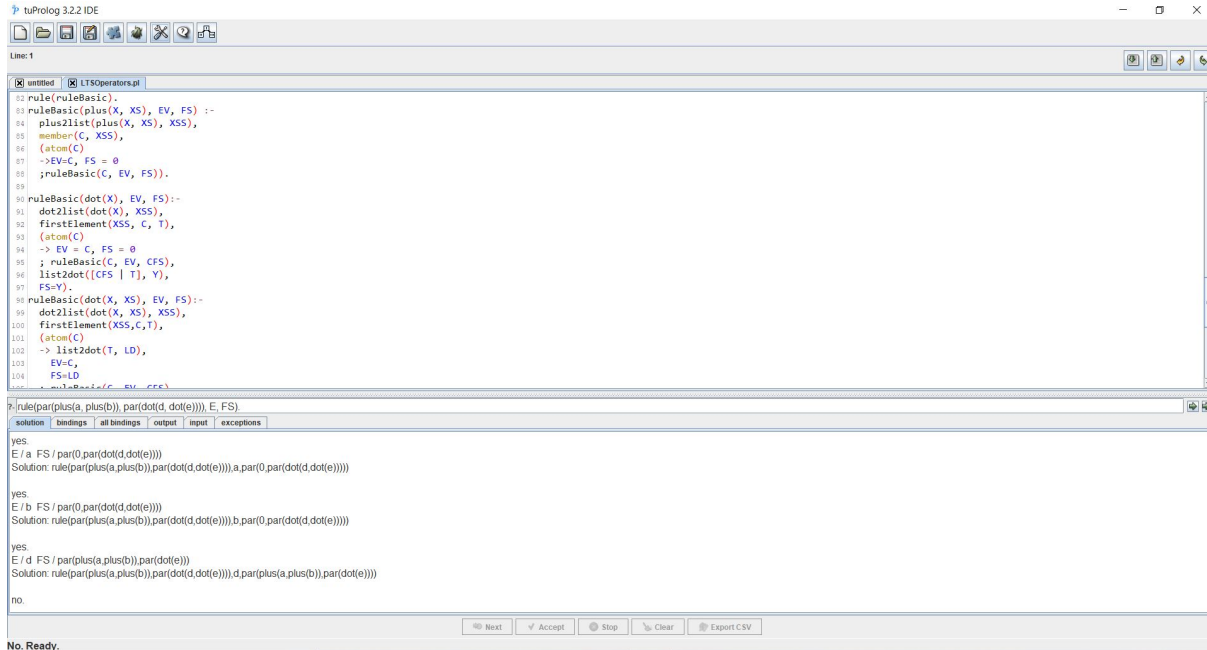 tuProlog 3.2.2 IDE
Line: 1
untitled LTSOperators.pl
82 rule(ruleBasic).
83 ruleBasic(plus(X, XS), EV, FS) :-
84 plus2list(plus(X, XS), XSS),
85 member(C, XSS),
86 (atom(C)
87 ->EV=C, FS = 0
88 ;ruleBasic(C, EV, FS)).
89
90 ruleBasic(dot(X), EV, FS):-
91 dot2list(dot(X), XSS),
92 firstElement(XSS, C, T),
93 (atom(C)
94 -> EV = C, FS = 0
95 ; ruleBasic(C, EV, CFS),
96 list2dot([CFS | T], Y),
97 FS=Y).
98 ruleBasic(dot(X, XS), EV, FS):-
99 dot2list(dot(X, XS), XSS),
100 firstElement(XSS,C,T),
101 (atom(C)
102 -> list2dot(T, LD),
103 EV=C,
104 FS=LD
105 ; ruleBasic(C, EV, CFS)
?- rule(par(plus(a, plus(b)), par(dot(d, dot(e)))), E, FS).
solution bindings all bindings output input exceptions
yes.
E / a FS / par(0,par(dot(d,dot(e))))
Solution: rule(par(plus(a,plus(b)),par(dot(d,dot(e)))),a,par(0,par(dot(d,dot(e)))))
yes.
E / b FS / par(0,par(dot(d,dot(e))))
Solution: rule(par(plus(a,plus(b)),par(dot(d,dot(e)))),b,par(0,par(dot(d,dot(e)))))
yes.
E / d FS / par(plus(a,plus(b)),par(dot(e)))
Solution: rule(par(plus(a,plus(b)),par(dot(d,dot(e)))),d,par(plus(a,plus(b)),par(dot(e))))
no.
Next Accept Stop Clear Export CSV
No. Ready.